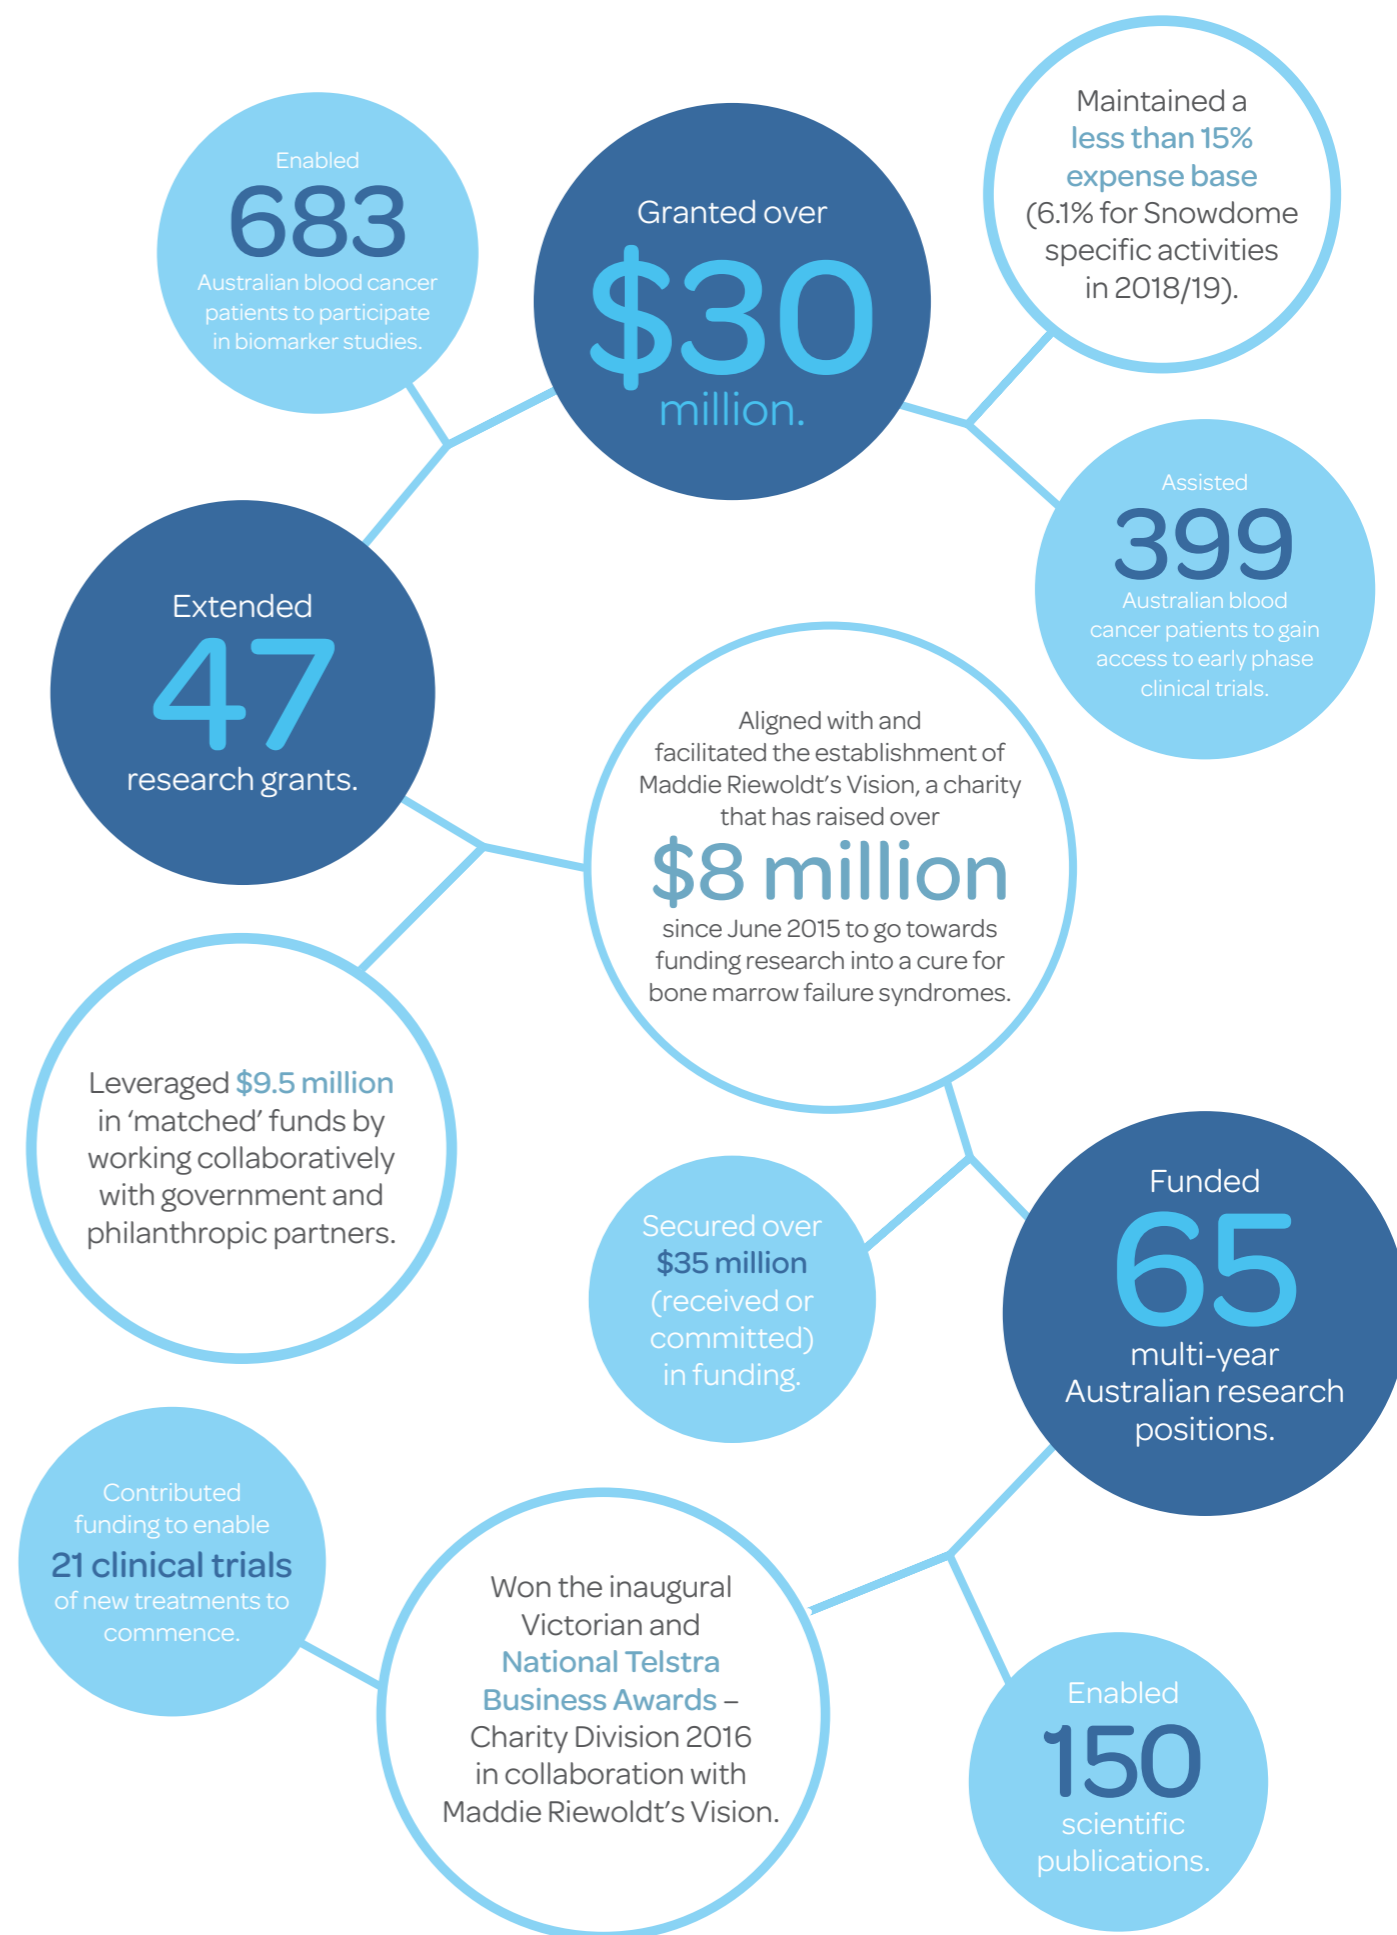 Enabled
683
Australian blood cancer
patients to participate
in biomarker studies.
Granted over
$30
million.
Maintained a
less than 15%
expense base
(6.1% for Snowdome
specific activities
in 2018/19).
Assisted
399
Australian blood
cancer patients to gain
access to early phase
clinical trials.
Extended
47
research grants.
Aligned with and
facilitated the establishment of
Maddie Riewoldt’s Vision, a charity
that has raised over
$8 million
since June 2015 to go towards
funding research into a cure for
bone marrow failure syndromes.
Leveraged $9.5 million
in ‘matched’ funds by
working collaboratively
with government and
philanthropic partners.
Secured over
$35 million
(received or
committed)
in funding.
Funded
65
multi-year
Australian research
positions.
Contributed
funding to enable
21 clinical trials
of new treatments to
commence.
Won the inaugural
Victorian and
National Telstra
Business Awards –
Charity Division 2016
in collaboration with
Maddie Riewoldt’s Vision.
Enabled
150
scientific
publications.